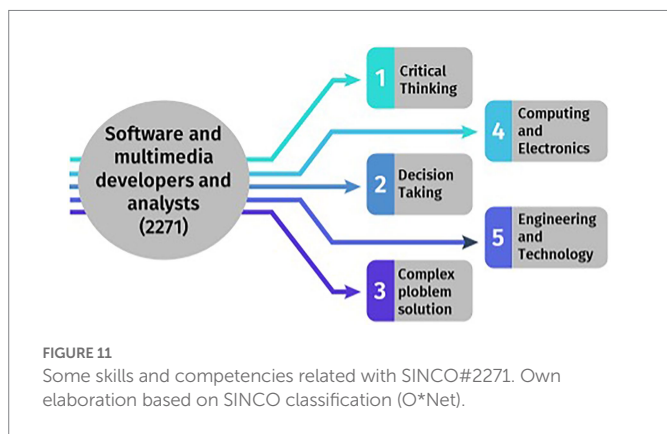 Software and
multimedia
developers and
analysts
(2271)
1
Critical
Thinking
4
Computing
and
Electronics
2
Decision
Taking
5
Engineering
and
Technology
3
Complex
ploblem
solution
FIGURE 11
Some skills and competencies related with SINCO#2271. Own
elaboration based on SINCO classification (O*Net).